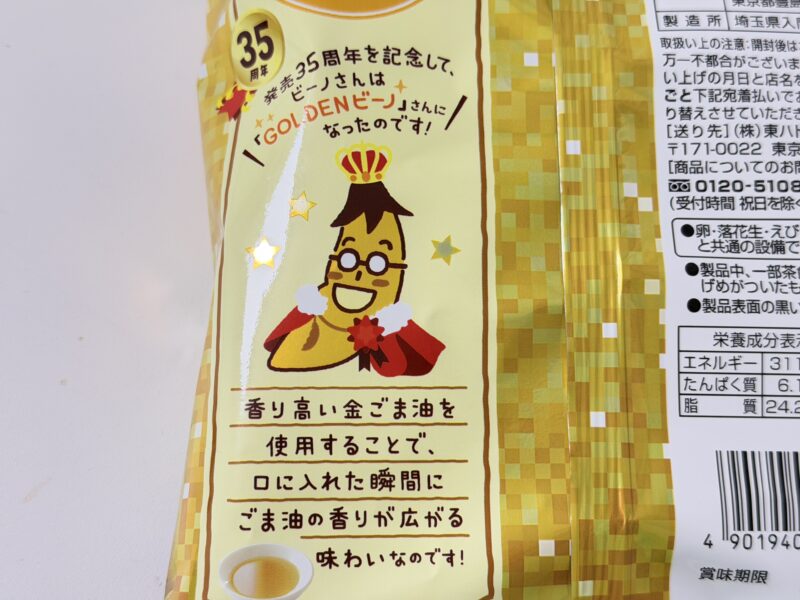 35
周年
発売35周年を記念して、
ビーノさんは
「GOLDENビーノ」さんに
なったのです!
香り高い金ごま油を
使用することで、
口に入れた瞬間に
ごま油の香りが広がる
味わいなのです!
東京都豊島
製造所 埼玉県入間
取扱い上の注意:開封後は
万一不都合がございま
い上げの月日と店名を
ごと下記宛着払いでお
り替えさせていただき
[送り先](株)東ハト
〒171-0022 東京
[商品についてのお問
0120-5108
(受付時間 祝日を除く
●卵・落花生・えび
と共通の設備で
●製品中、一部茶
げめがついたも
●製品表面の黒い
栄養成分表示
エネルギー 311
たんぱく質 6.1
脂質 24.2
4 901940
賞味期限